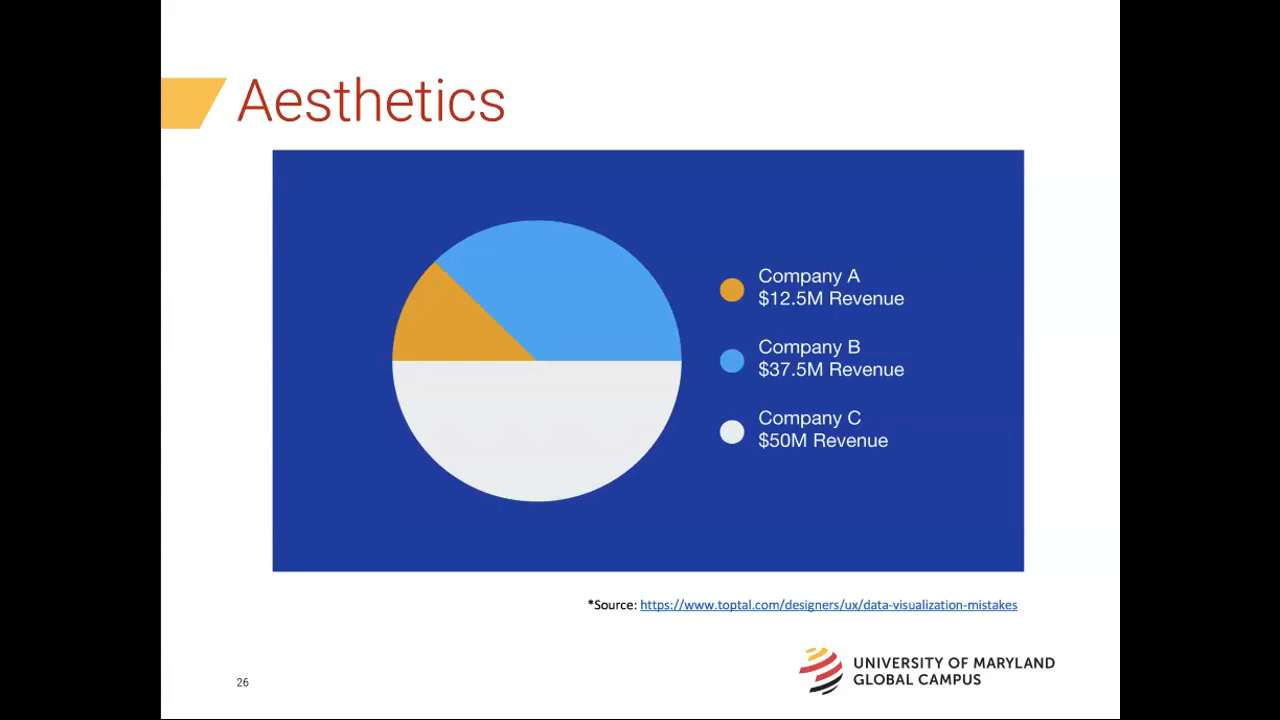 Aesthetics
Company A
$12.5M Revenue
Company B
$37.5M Revenue
Company C
$50M Revenue
*Source: https://www.toptal.com/designers/ux/data-visualization-mistakes
26
UNIVERSITY OF MARYLAND
GLOBAL CAMPUS